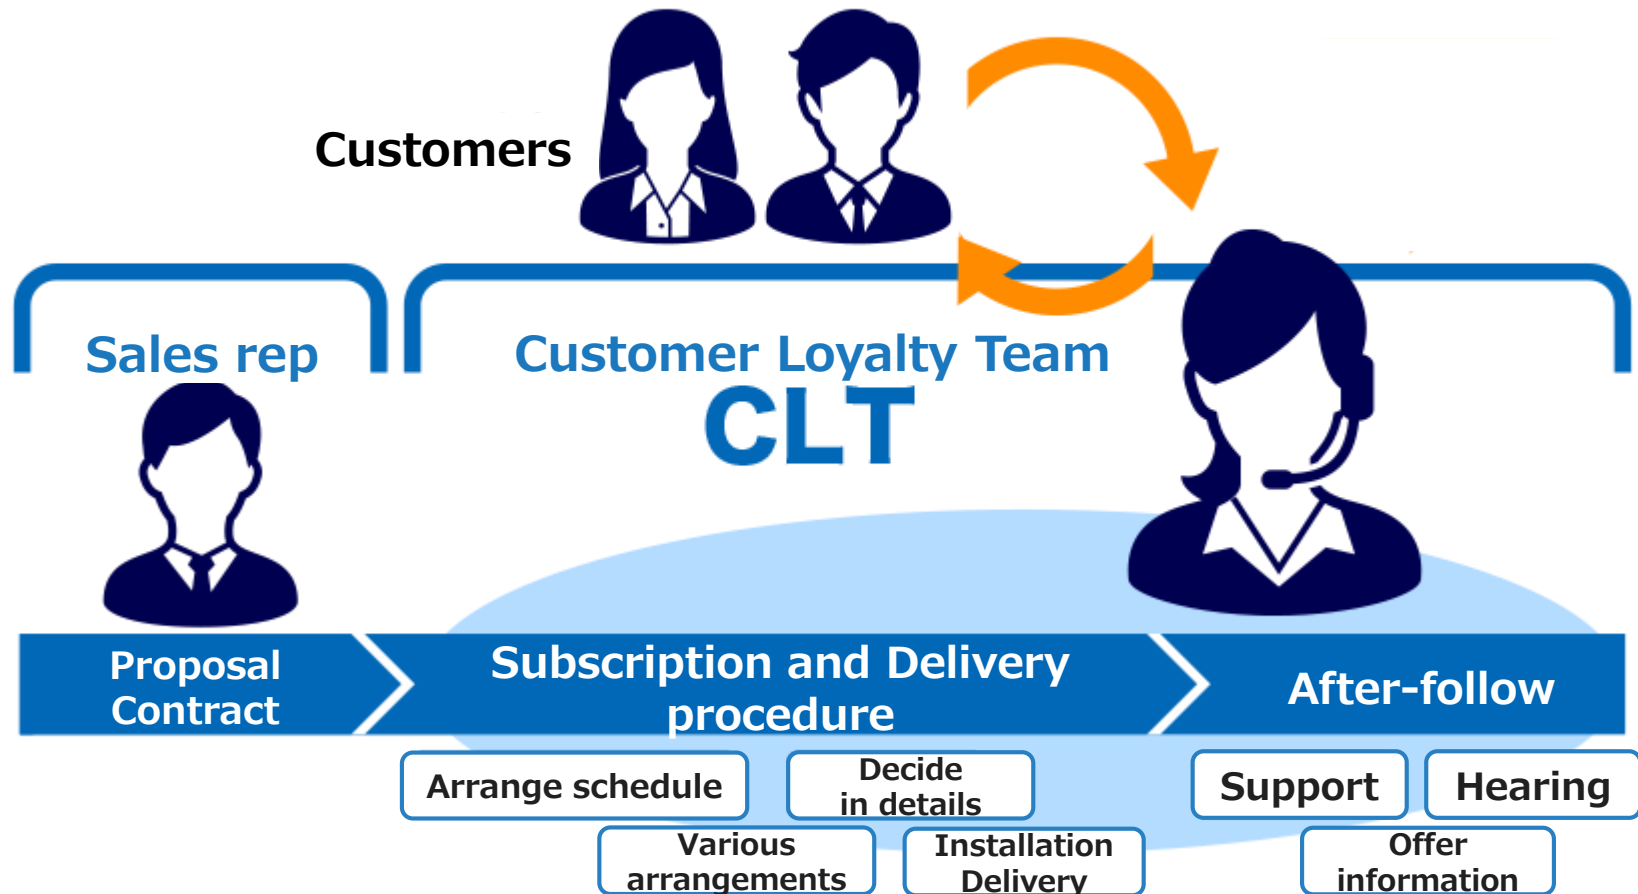 Customers
Sales rep
Customer Loyalty Team
CLT
Proposal
Contract
Subscription and Delivery
procedure
After-follow
Arrange schedule
Decide
in details
Support
Hearing
Various
arrangements
Installation
Delivery
Offer
information